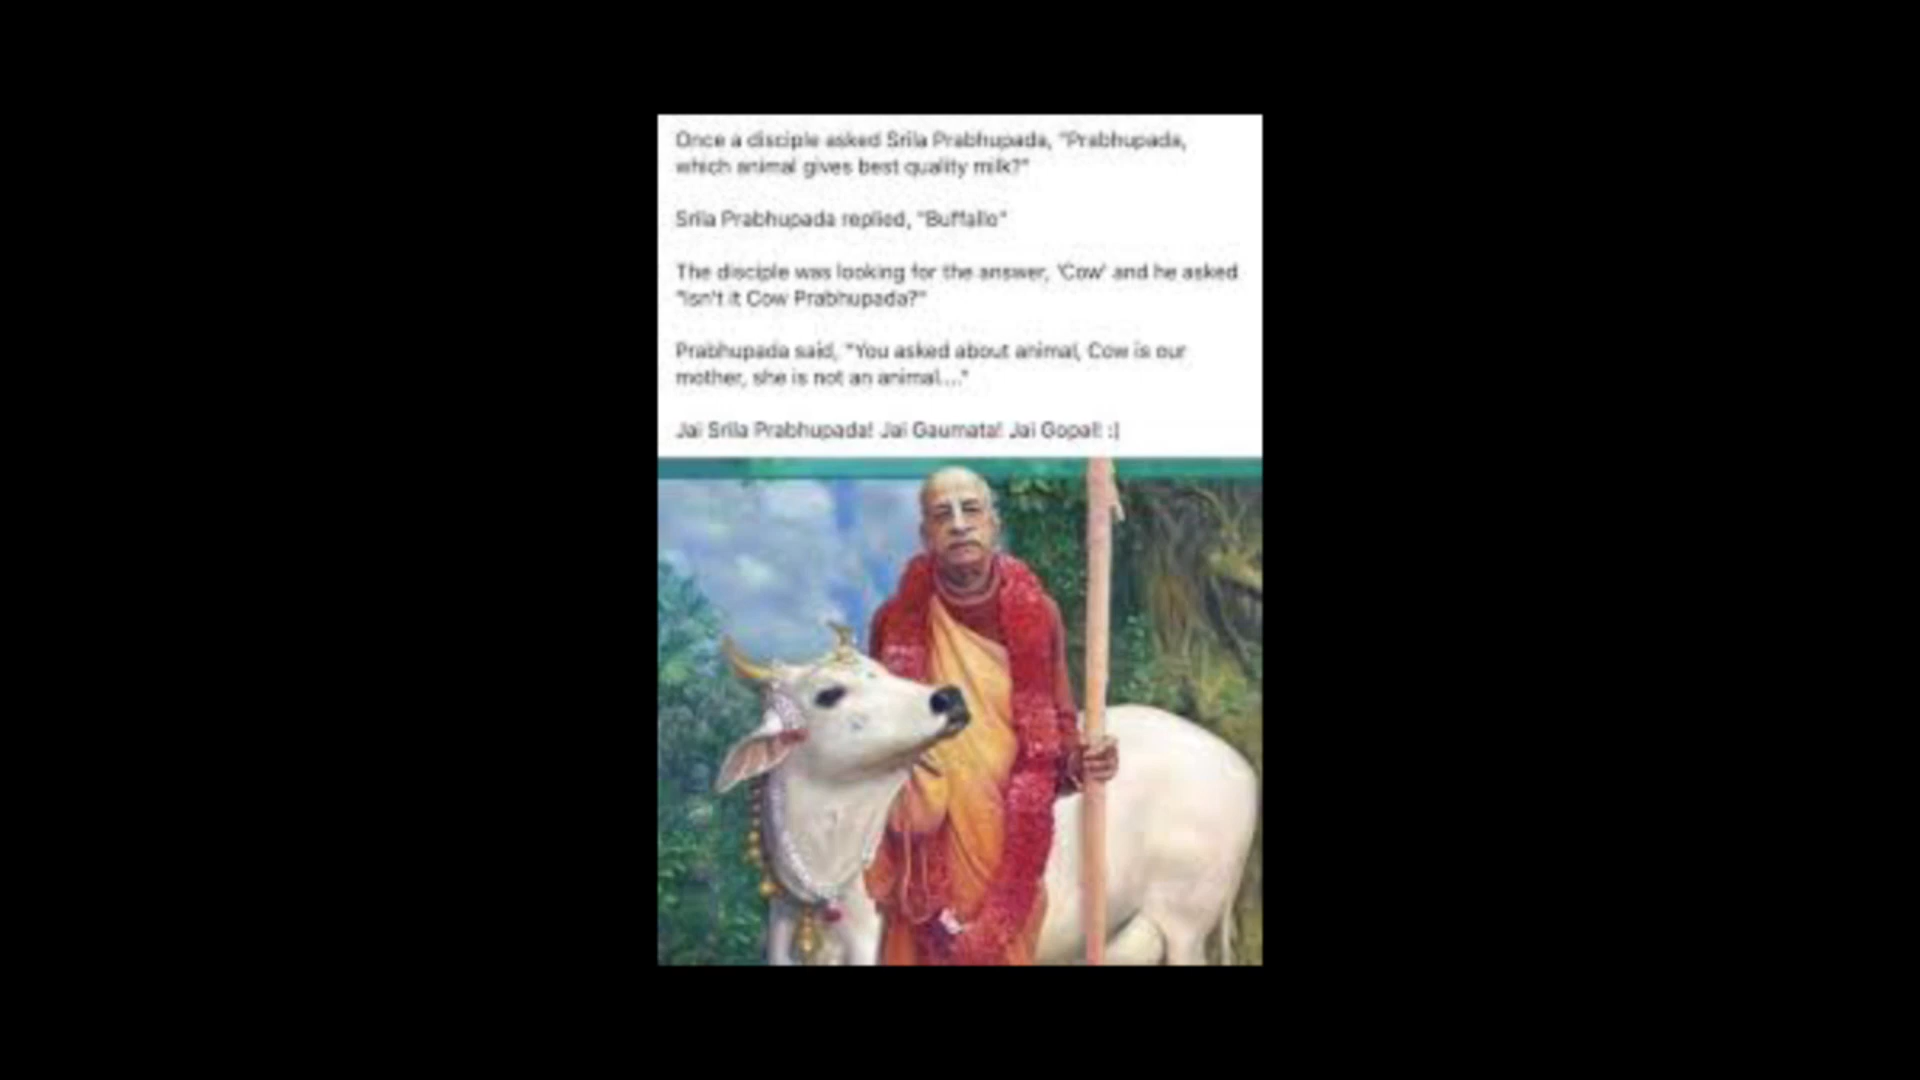 Once a disciple asked Srila Prabhupada, "Prabhupada,
which animal gives best quality milk?"
Srila Prabhupada replied, "Buffallo"
The disciple was looking for the answer, 'Cow' and he asked
"Isn't it Cow Prabhupada?"
Prabhupada said, "You asked about animal, Cow is our
mother, she is not an animal...."
Jai Srila Prabhupada! Jai Gaumata! Jai Gopal! :)